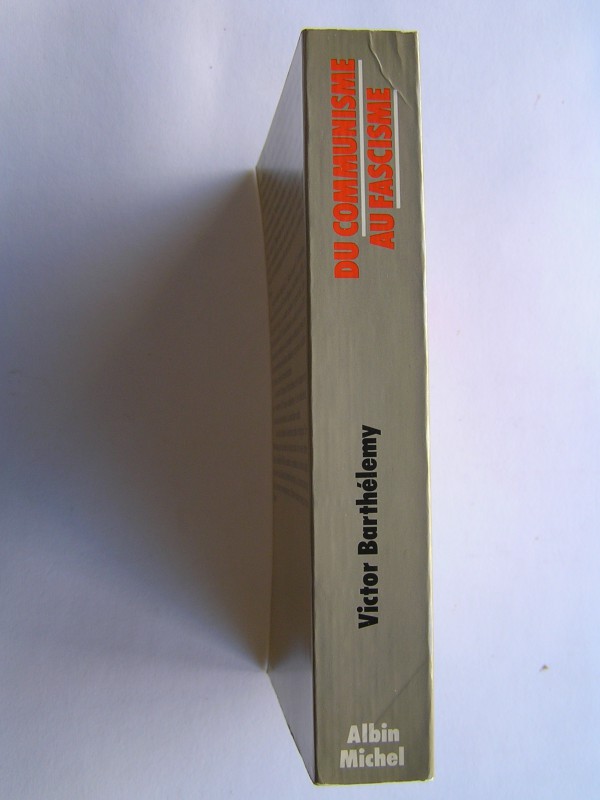 DU COMMUNISME
AU FASCISME
Victor Barthélemy
Albin
Michel